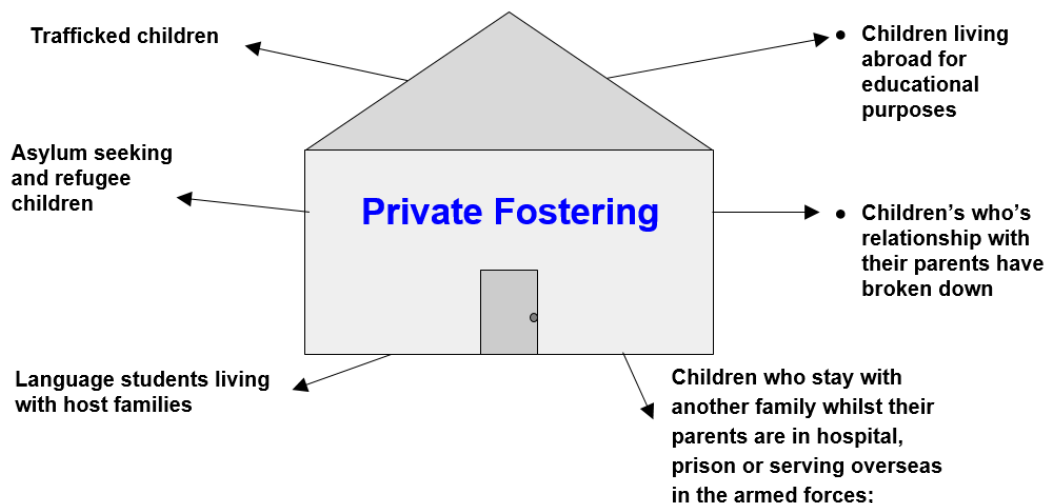 Trafficked children
• Children living
abroad for
educational
purposes
Asylum seeking
and refugee
children
Private Fostering
• Children’s who’s
relationship with
their parents have
broken down
Language students living
with host families
Children who stay with
another family whilst their
parents are in hospital,
prison or serving overseas
in the armed forces;